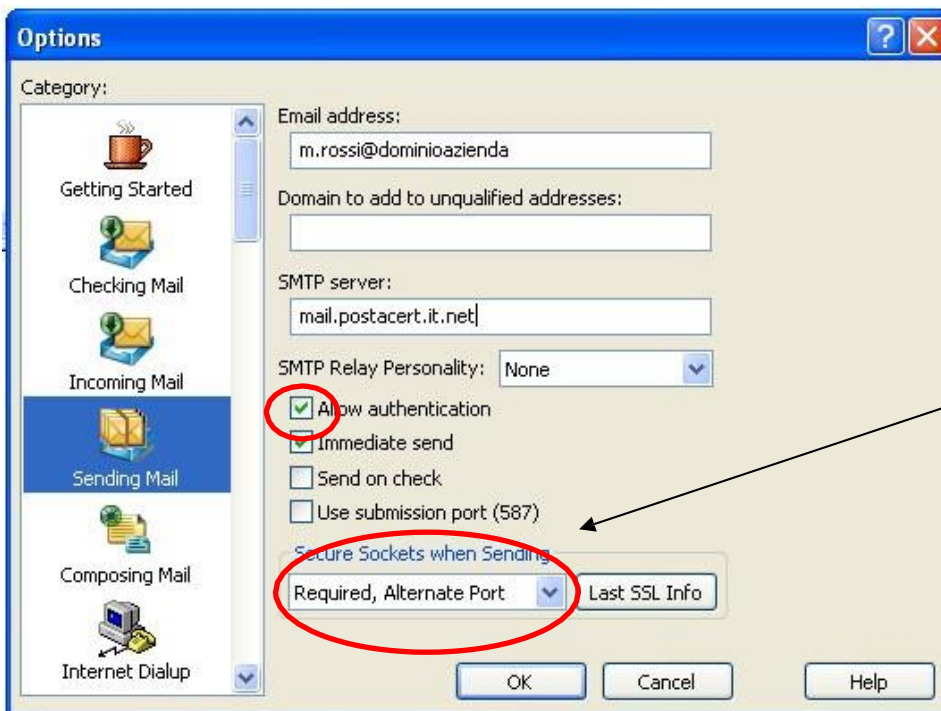 Options
Category:
Getting Started
Checking Mail
Incoming Mail
Sending Mail
Composing Mail
Internet Dialup
Email address:
m.rossi@dominioazienda
Domain to add to unqualified addresses:
SMTP server:
mail.postacert.it.net
SMTP Relay Personality: None
Allow authentication
Immediate send
Send on check
Use submission port (587)
Secure Sockets when Sending
Required, Alternate Port Last SSL Info
OK Cancel Help